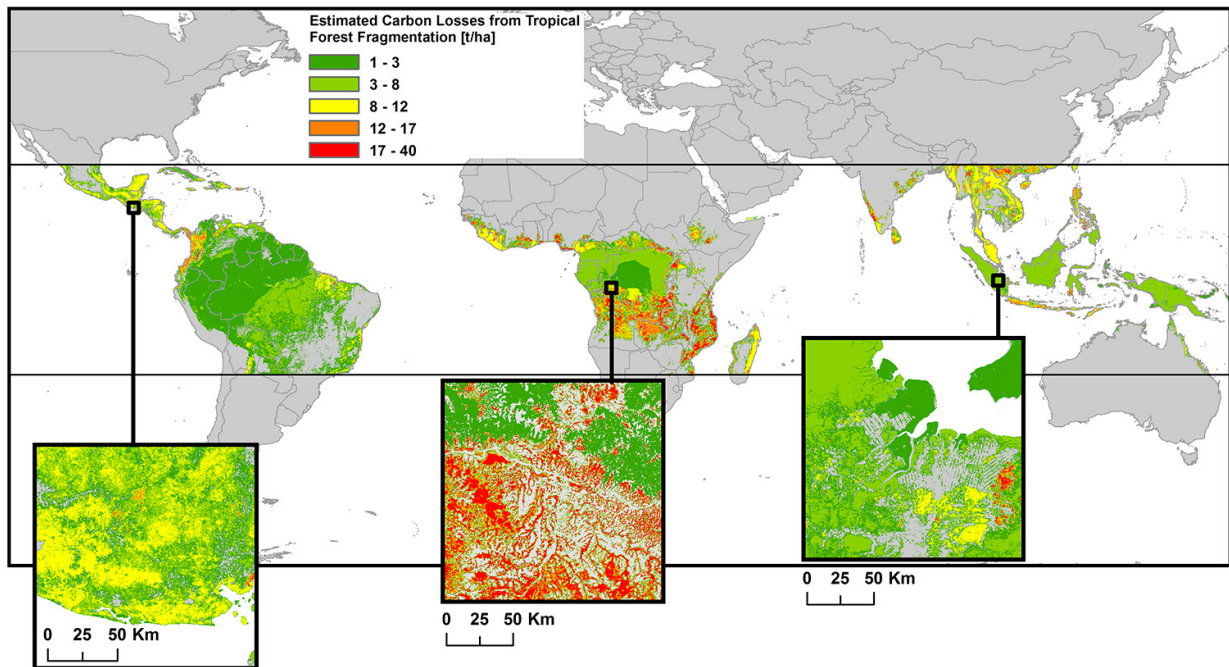 Estimated Carbon Losses from Tropical
Forest Fragmentation [t/ha]
1 - 3
3 - 8
8 - 12
12 - 17
17 - 40
0 25 50 Km
0 25 50 Km
0 25 50 Km